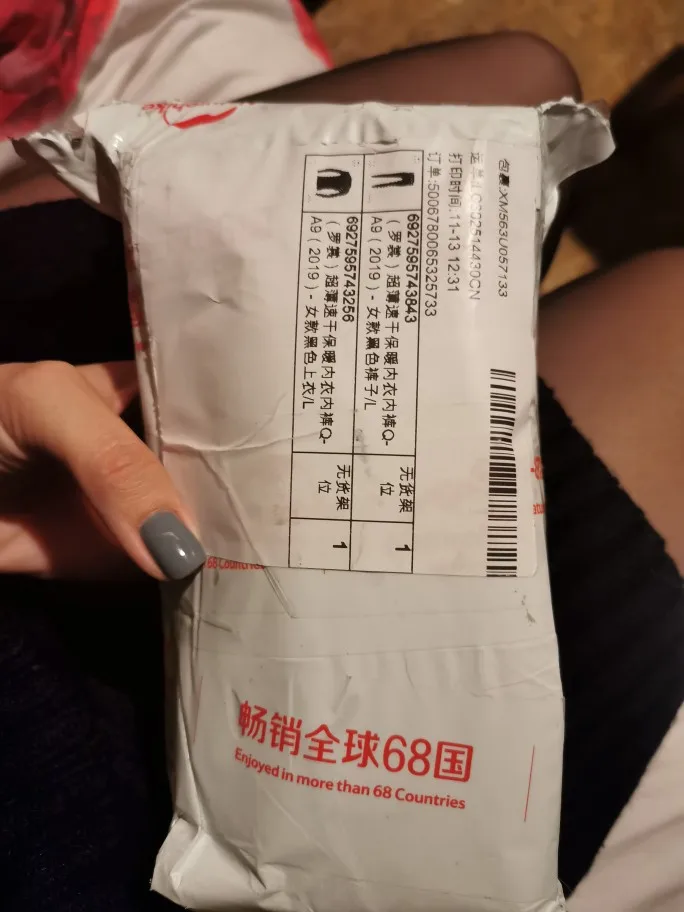 包裹:XM563U057133
打印时间:11-13 12:31
订单:5006780065325733
6927595743843
（罗裳）超薄速干保暖内衣内裤Q-
A9（2019）- 女款黑色裤子/L
无货架
位
1
6927595743256
（罗裳）超薄速干保暖内衣内裤Q-
A9（2019）- 女款黑色上衣/L
无货架
位
1
68 Countries
畅销全球68国
Enjoyed in more than 68 Countries